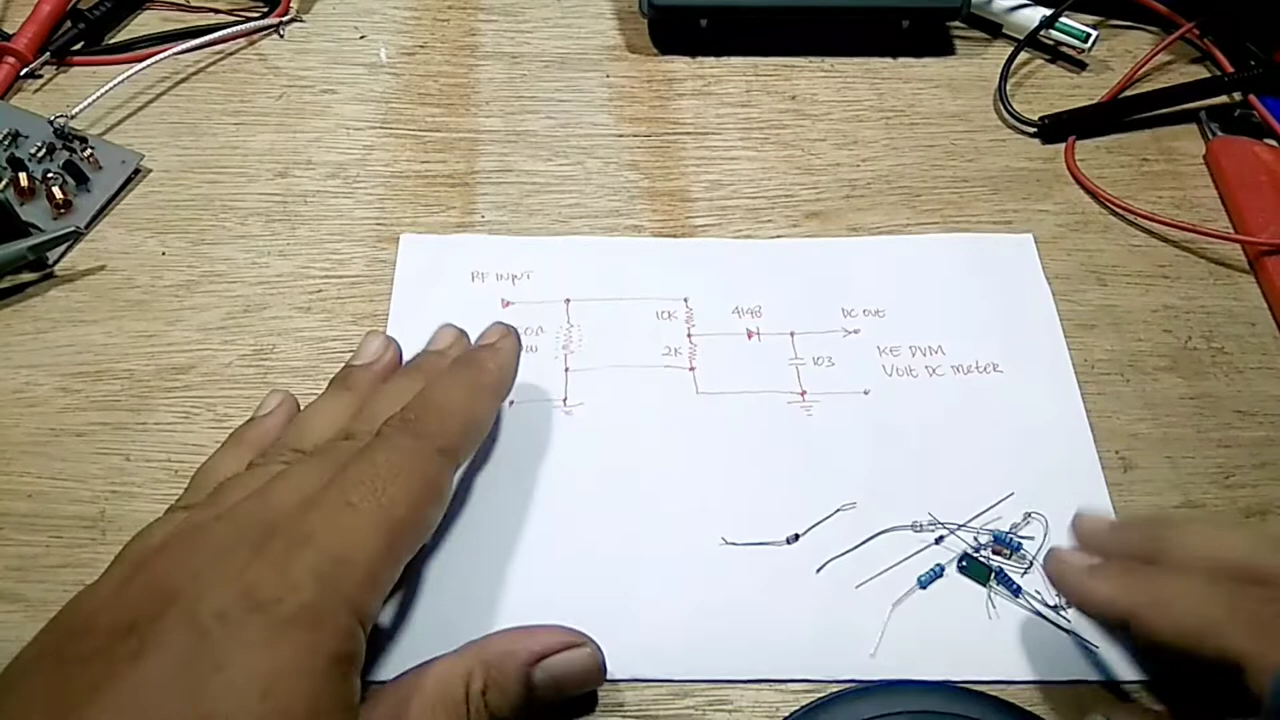 RF INPUT
10K
4148
DC OUT
2K
103
KE DVM
VOLT DC METER